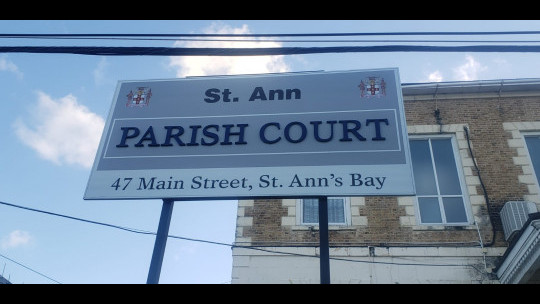 St. Ann
PARISH COURT
47 Main Street, St. Ann's Bay